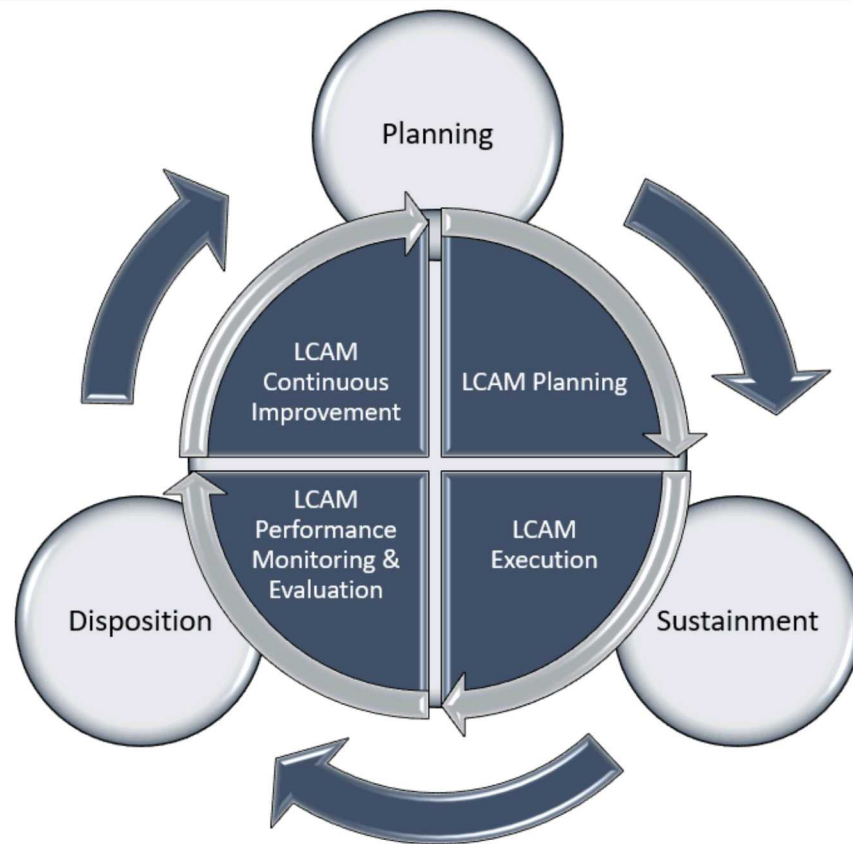 Planning
LCAM
Continuous
Improvement
LCAM Planning
LCAM
Performance
Monitoring &
Evaluation
LCAM
Execution
Disposition
Sustainment